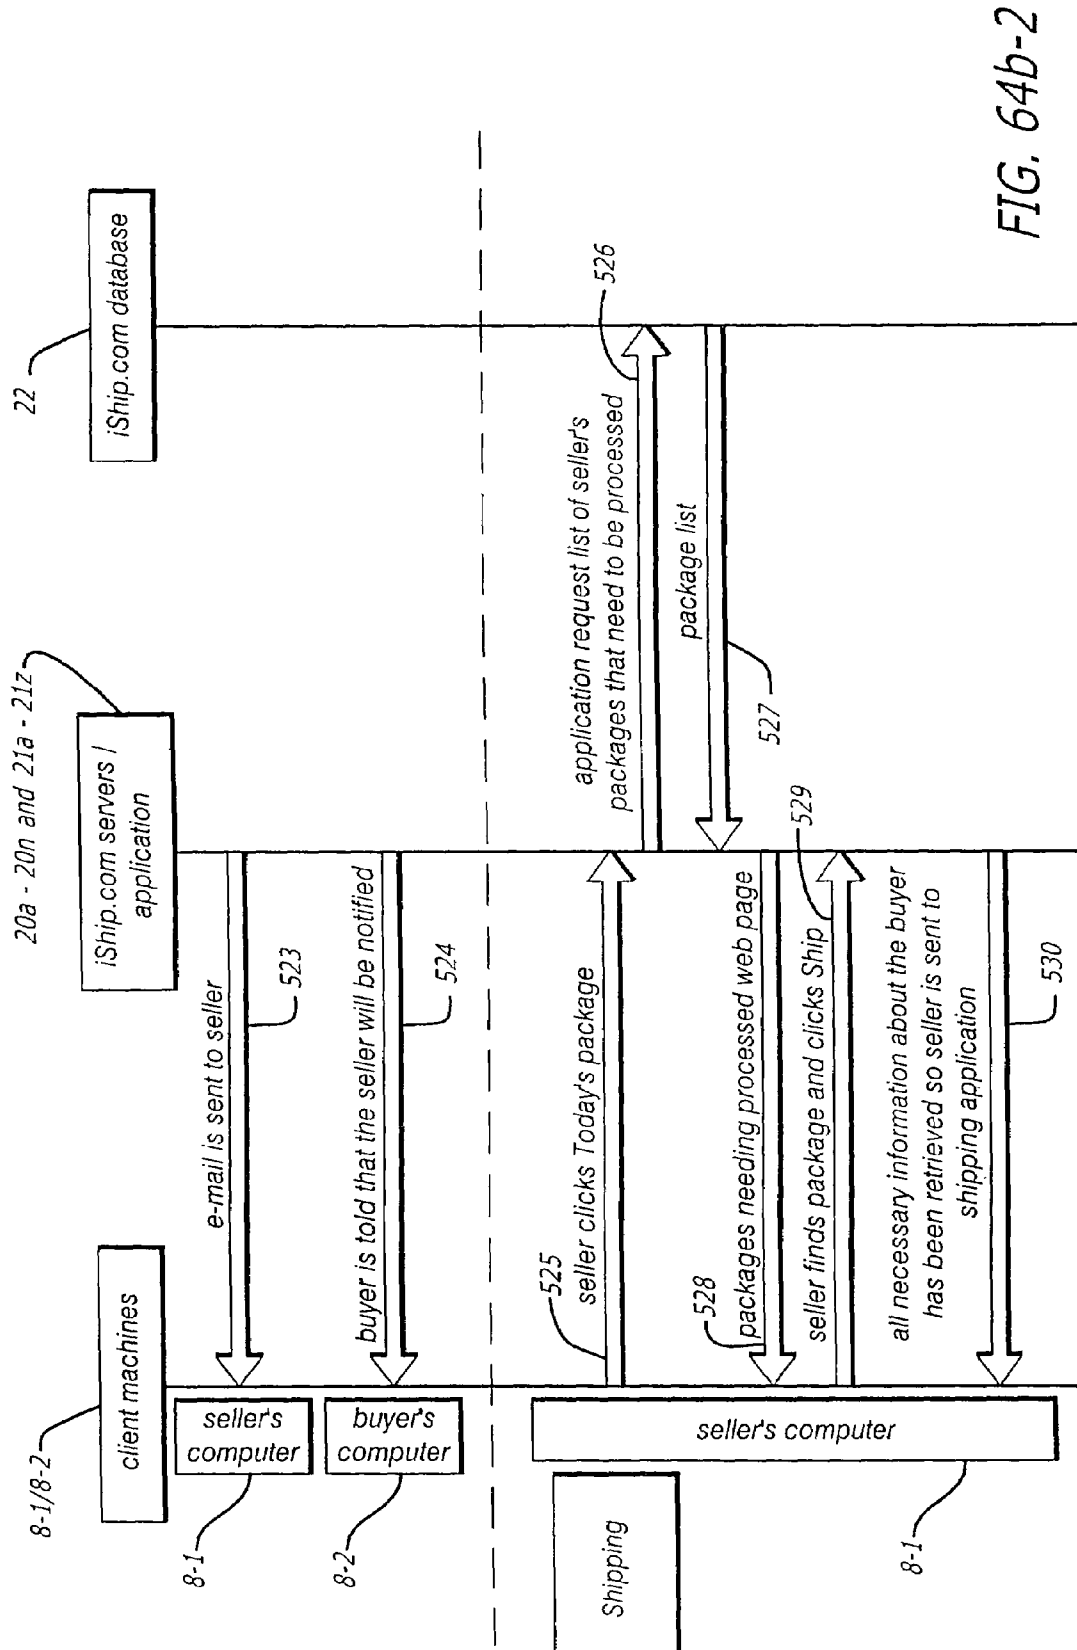 8-1/8-2
20a - 20n and 21a - 21z
22
client machines
iShip.com servers /
application
iShip.com database
8-1
seller's
computer
e-mail is sent to seller
523
8-2
buyer's
computer
buyer is told that the seller will be notified
524
Shipping
seller's computer
8-1
525
seller clicks Today's package
application request list of seller's
packages that need to be processed
526
package list
527
528
packages needing processed web page
seller finds package and clicks Ship
529
all necessary information about the buyer
has been retrieved so seller is sent to
shipping application
530
FIG. 64b-2